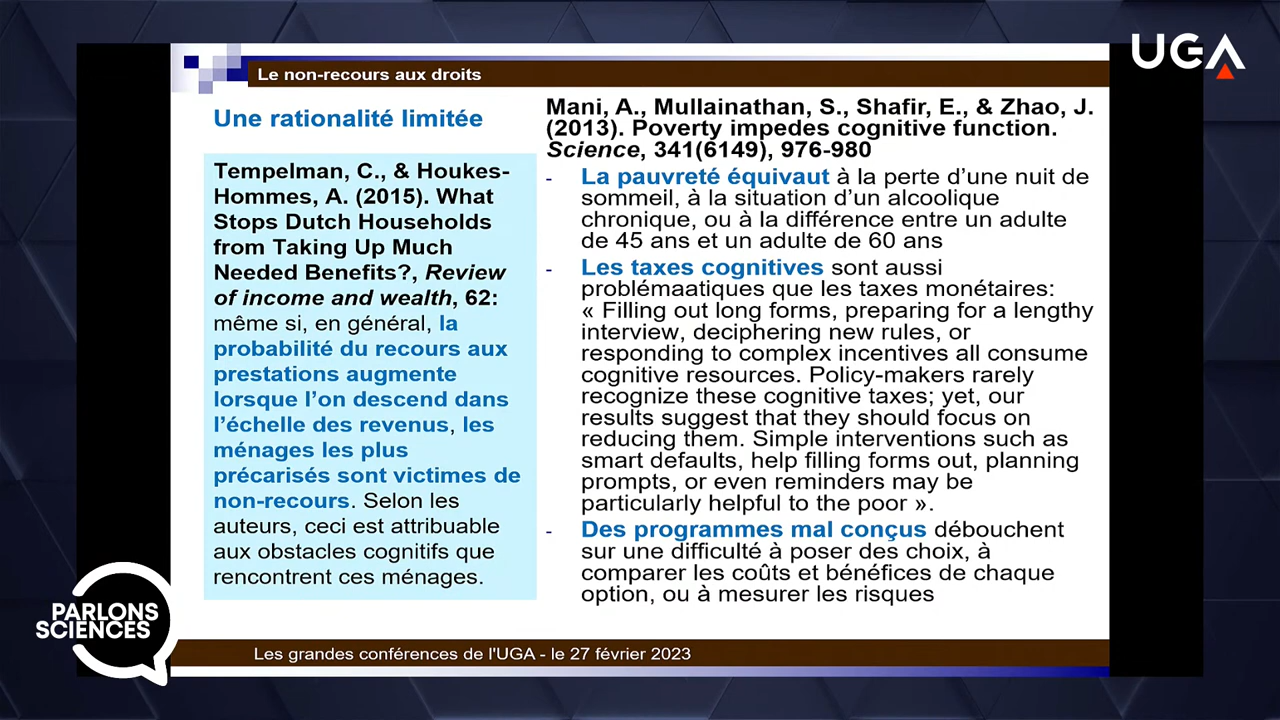 UGA
Le non-recours aux droits
Une rationalité limitée
Tempelman, C., & Houkes-
Hommes, A. (2015). What
Stops Dutch Households
from Taking Up Much
Needed Benefits?, Review
of income and wealth, 62:
même si, en général, la
probabilité du recours aux
prestations augmente
lorsque l'on descend dans
l'échelle des revenus, les
ménages les plus
précarisés sont victimes de
non-recours. Selon les
auteurs, ceci est attribuable
aux obstacles cognitifs que
rencontrent ces ménages.
Mani, A., Mullainathan, S., Shafir, E., & Zhao, J.
(2013). Poverty impedes cognitive function.
Science, 341(6149), 976-980
- La pauvreté équivaut à la perte d'une nuit de
sommeil, à la situation d'un alcoolique
chronique, ou à la différence entre un adulte
de 45 ans et un adulte de 60 ans
- Les taxes cognitives sont aussi
problémaatiques que les taxes monétaires:
« Filling out long forms, preparing for a lengthy
interview, deciphering new rules, or
responding to complex incentives all consume
cognitive resources. Policy-makers rarely
recognize these cognitive taxes; yet, our
results suggest that they should focus on
reducing them. Simple interventions such as
smart defaults, help filling forms out, planning
prompts, or even reminders may be
particularly helpful to the poor ».
- Des programmes mal conçus débouchent
sur une difficulté à poser des choix, à
comparer les coûts et bénéfices de chaque
option, ou à mesurer les risques
PARLONS
SCIENCES
Les grandes conférences de l'UGA - le 27 février 2023